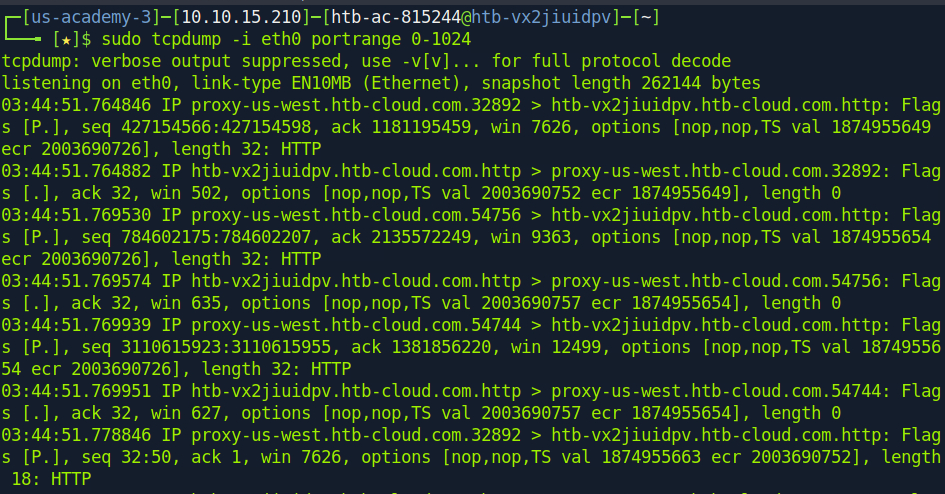 ┌─[us-academy-3]─[10.10.15.210]─[htb-ac-815244@htb-vx2jiuidpv]─[~]
└──╼ [★]$ sudo tcpdump -i eth0 portrange 0-1024
tcpdump: verbose output suppressed, use -v[v]... for full protocol decode
listening on eth0, link-type EN10MB (Ethernet), snapshot length 262144 bytes
03:44:51.764846 IP proxy-us-west.htb-cloud.com.32892 > htb-vx2jiuidpv.htb-cloud.com.http: Flag
s [P.], seq 427154566:427154598, ack 1181195459, win 7626, options [nop,nop,TS val 1874955649
ecr 2003690726], length 32: HTTP
03:44:51.764882 IP htb-vx2jiuidpv.htb-cloud.com.http > proxy-us-west.htb-cloud.com.32892: Flag
s [.], ack 32, win 502, options [nop,nop,TS val 2003690752 ecr 1874955649], length 0
03:44:51.769530 IP proxy-us-west.htb-cloud.com.54756 > htb-vx2jiuidpv.htb-cloud.com.http: Flag
s [P.], seq 784602175:784602207, ack 2135572249, win 9363, options [nop,nop,TS val 1874955654
ecr 2003690726], length 32: HTTP
03:44:51.769574 IP htb-vx2jiuidpv.htb-cloud.com.http > proxy-us-west.htb-cloud.com.54756: Flag
s [.], ack 32, win 635, options [nop,nop,TS val 2003690757 ecr 1874955654], length 0
03:44:51.769939 IP proxy-us-west.htb-cloud.com.54744 > htb-vx2jiuidpv.htb-cloud.com.http: Flag
s [P.], seq 3110615923:3110615955, ack 1381856220, win 12499, options [nop,nop,TS val 18749556
54 ecr 2003690726], length 32: HTTP
03:44:51.769951 IP htb-vx2jiuidpv.htb-cloud.com.http > proxy-us-west.htb-cloud.com.54744: Flag
s [.], ack 32, win 627, options [nop,nop,TS val 2003690757 ecr 1874955654], length 0
03:44:51.778846 IP proxy-us-west.htb-cloud.com.32892 > htb-vx2jiuidpv.htb-cloud.com.http: Flag
s [P.], seq 32:50, ack 1, win 7626, options [nop,nop,TS val 1874955663 ecr 2003690752], length
 18: HTTP